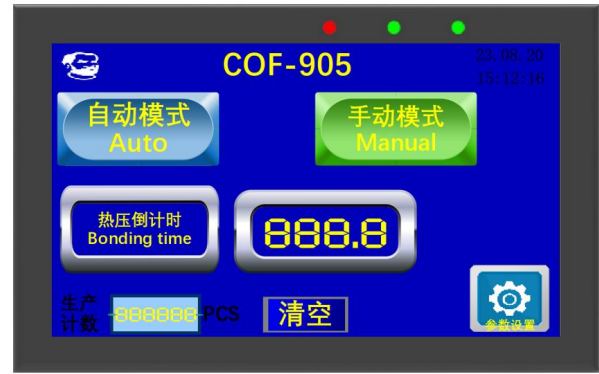 COF-905
23.08.20
15:12:16
自动模式
Auto
手动模式
Manual
热压倒计时
Bonding time
888.8
生产
计数
888888
PCS
清空
参数设置